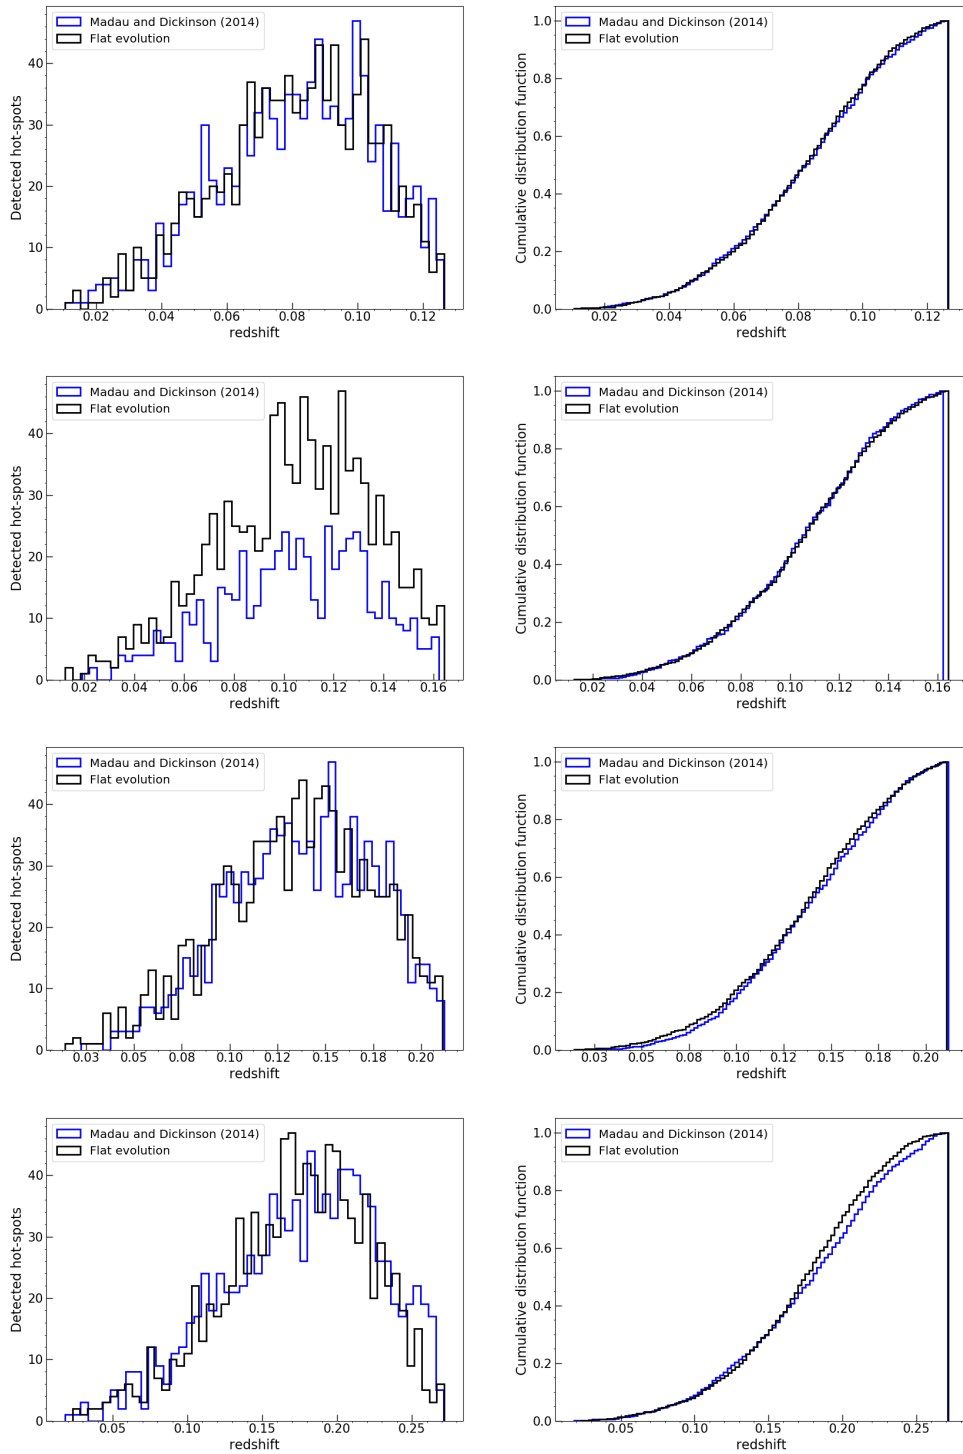 Madau and Dickinson (2014)
Flat evolution
Detected hot-spots
0 10 20 30 40
0.02 0.04 0.06 0.08 0.10 0.12
redshift
Madau and Dickinson (2014)
Flat evolution
Cumulative distribution function
0.0 0.2 0.4 0.6 0.8 1.0
0.02 0.04 0.06 0.08 0.10 0.12
redshift
Madau and Dickinson (2014)
Flat evolution
Detected hot-spots
0 10 20 30 40
0.02 0.04 0.06 0.08 0.10 0.12 0.14 0.16
redshift
Madau and Dickinson (2014)
Flat evolution
Cumulative distribution function
0.0 0.2 0.4 0.6 0.8 1.0
0.02 0.04 0.06 0.08 0.10 0.12 0.14 0.16
redshift
Madau and Dickinson (2014)
Flat evolution
Detected hot-spots
0 10 20 30 40
0.03 0.05 0.08 0.10 0.12 0.15 0.18 0.20
redshift
Madau and Dickinson (2014)
Flat evolution
Cumulative distribution function
0.0 0.2 0.4 0.6 0.8 1.0
0.03 0.05 0.08 0.10 0.12 0.15 0.18 0.20
redshift
Madau and Dickinson (2014)
Flat evolution
Detected hot-spots
0 10 20 30 40
0.05 0.10 0.15 0.20 0.25
redshift
Madau and Dickinson (2014)
Flat evolution
Cumulative distribution function
0.0 0.2 0.4 0.6 0.8 1.0
0.05 0.10 0.15 0.20 0.25
redshift